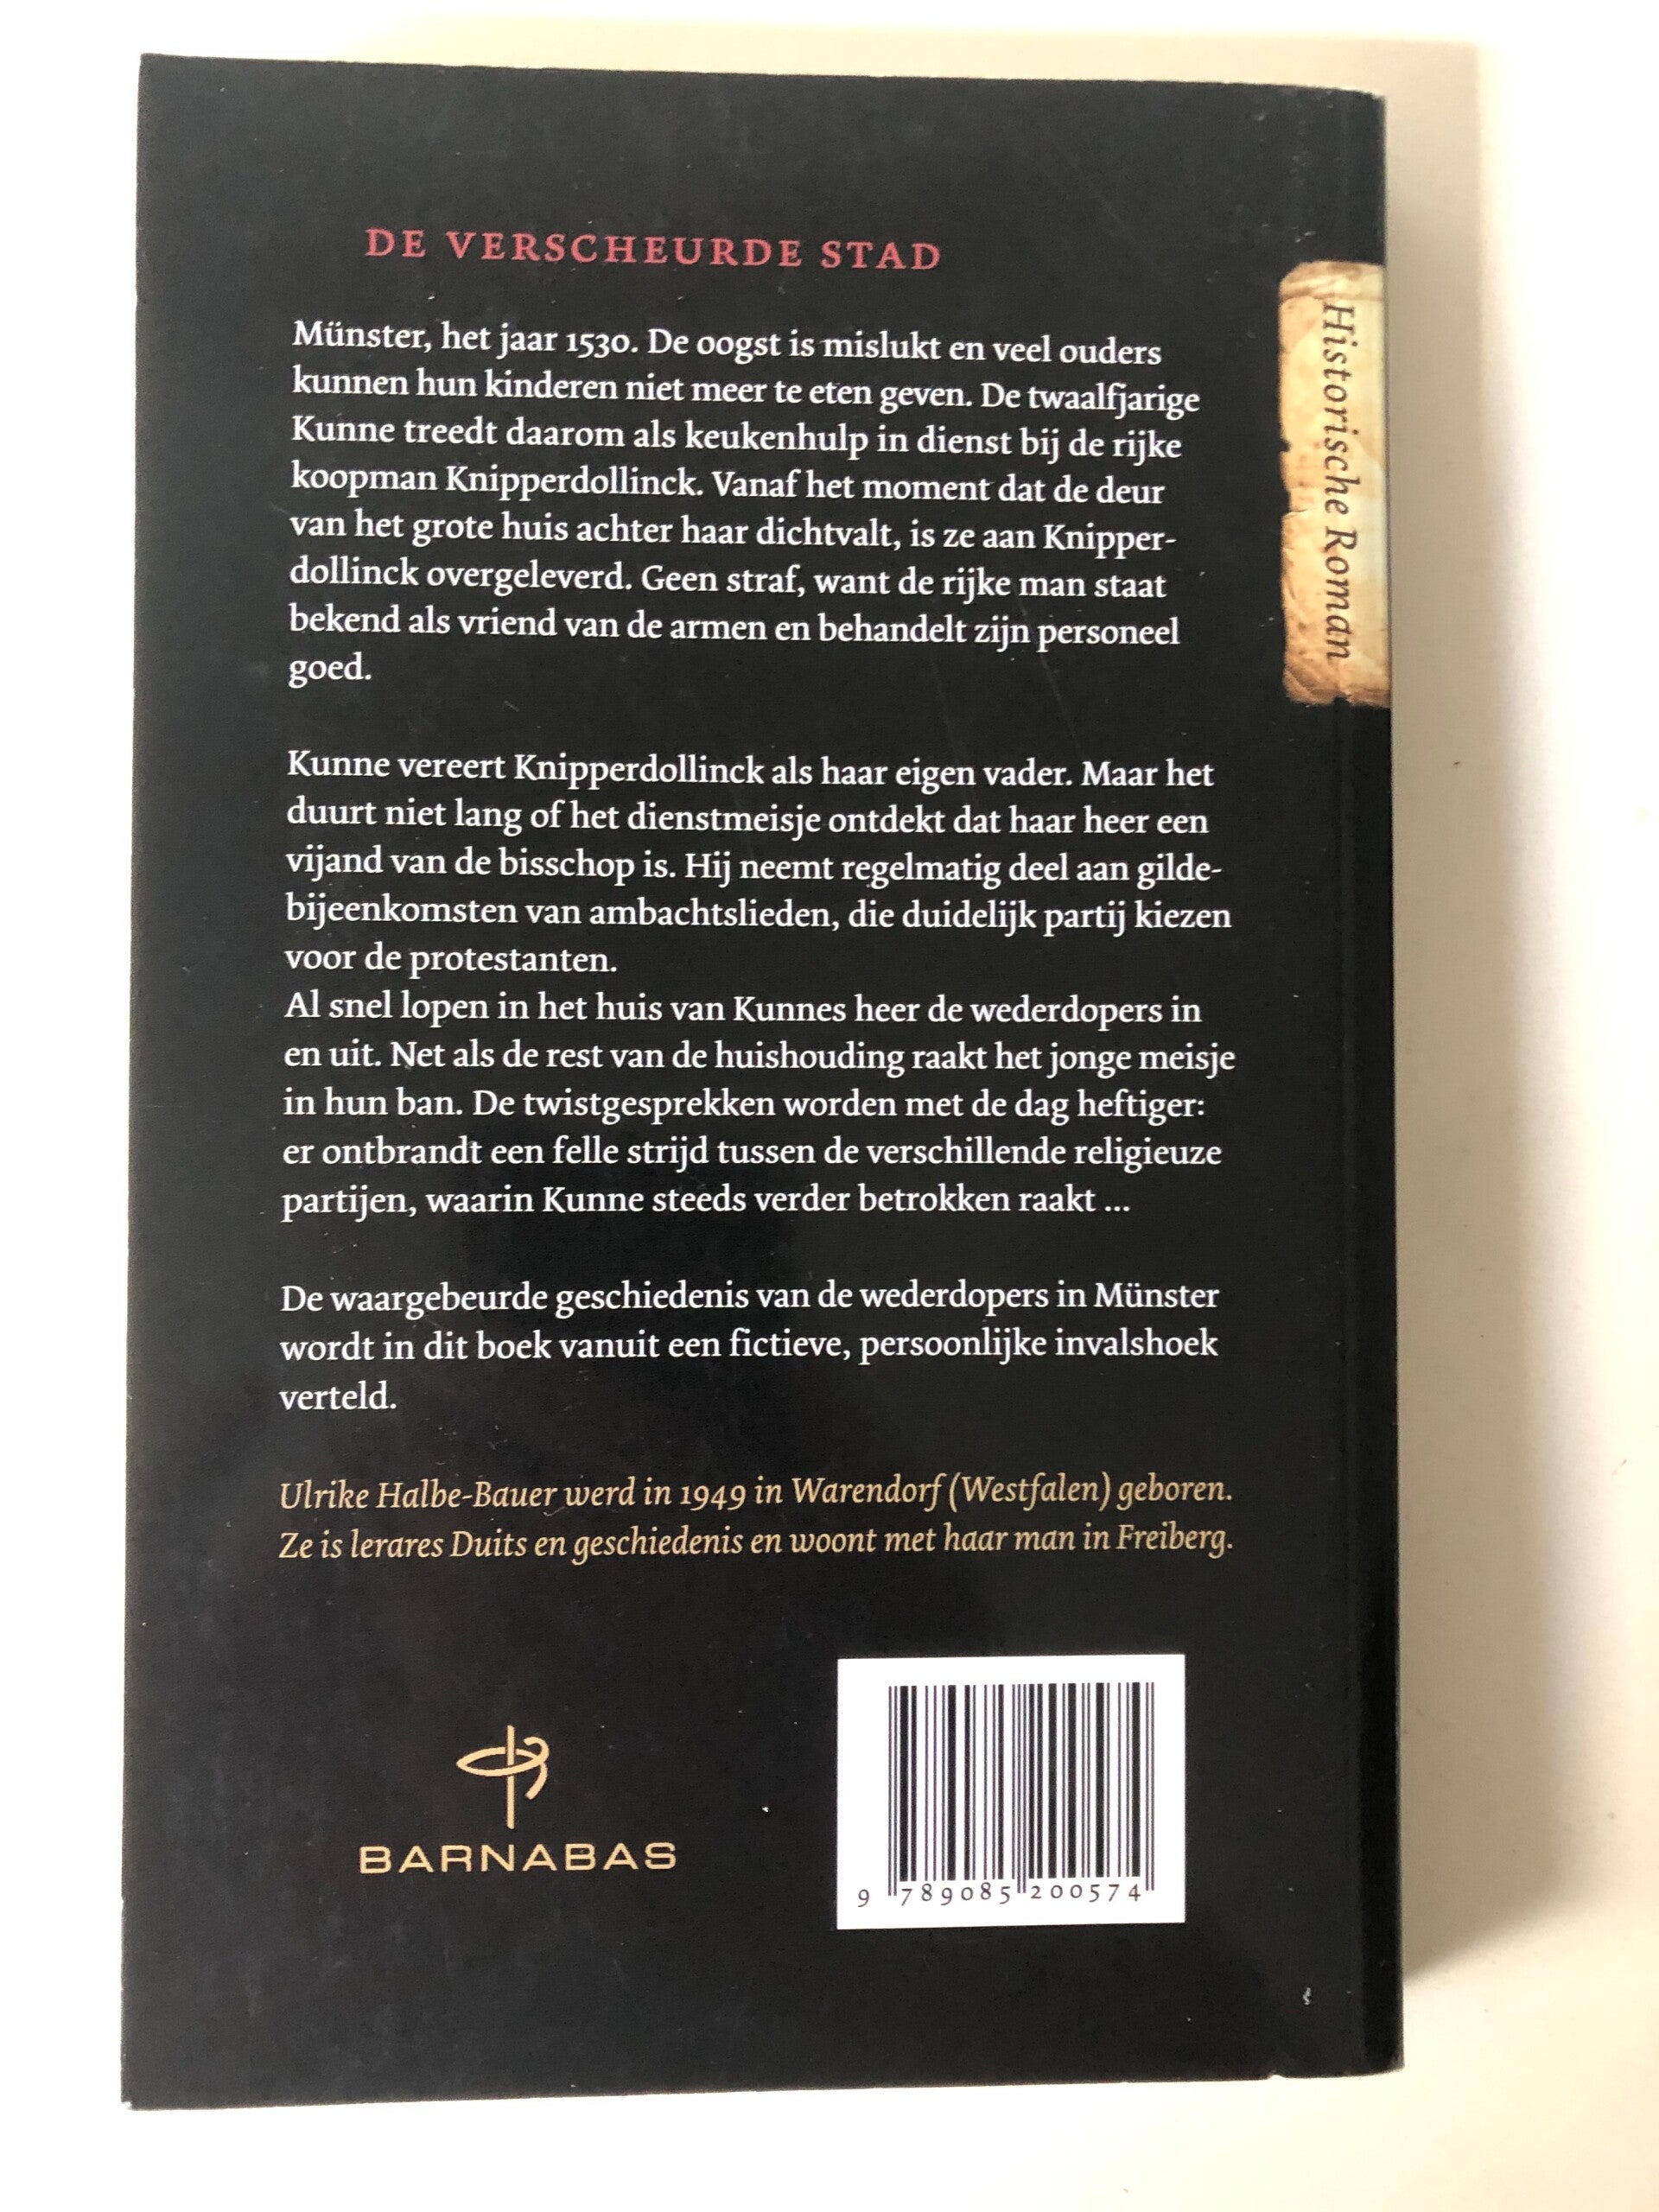 DE VERSCHEURDE STAD
Münster, het jaar 1530. De oogst is mislukt en veel ouders
kunnen hun kinderen niet meer te eten geven. De twaalfjarige
Kunne treedt daarom als keukenhulp in dienst bij de rijke
koopman Knipperdollinck. Vanaf het moment dat de deur
van het grote huis achter haar dichtvalt, is ze aan Knipper-
dollinck overgeleverd. Geen straf, want de rijke man staat
bekend als vriend van de armen en behandelt zijn personeel
goed.
Kunne vereert Knipperdollinck als haar eigen vader. Maar het
duurt niet lang of het dienstmeisje ontdekt dat haar heer een
vijand van de bisschop is. Hij neemt regelmatig deel aan gilde-
bijeenkomsten van ambachtslieden, die duidelijk partij kiezen
voor de protestanten.
Al snel lopen in het huis van Kunnes heer de wederdopers in
en uit. Net als de rest van de huishouding raakt het jonge meisje
in hun ban. De twistgesprekken worden met de dag heftiger:
er ontbrandt een felle strijd tussen de verschillende religieuze
partijen, waarin Kunne steeds verder betrokken raakt ...
De waargebeurde geschiedenis van de wederdopers in Münster
wordt in dit boek vanuit een fictieve, persoonlijke invalshoek
verteld.
Ulrike Halbe-Bauer werd in 1949 in Warendorf (Westfalen) geboren.
Ze is lerares Duits en geschiedenis en woont met haar man in Freiberg.
BARNABAS
9 789085 200574
Historische Roman